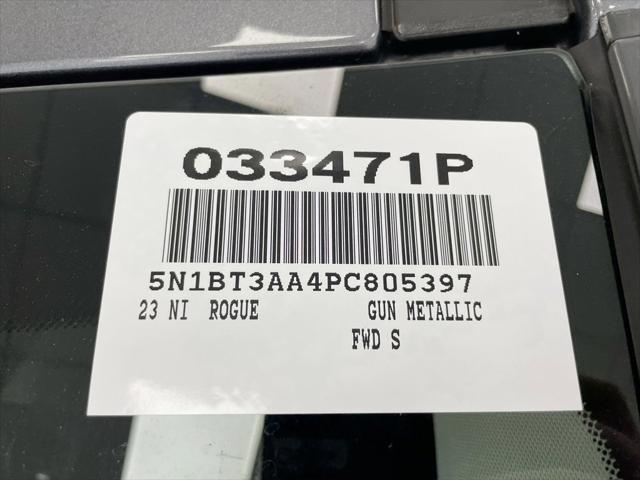 033471P
5N1BT3AA4PC805397
23 NI ROGUE GUN METALLIC
FWD S